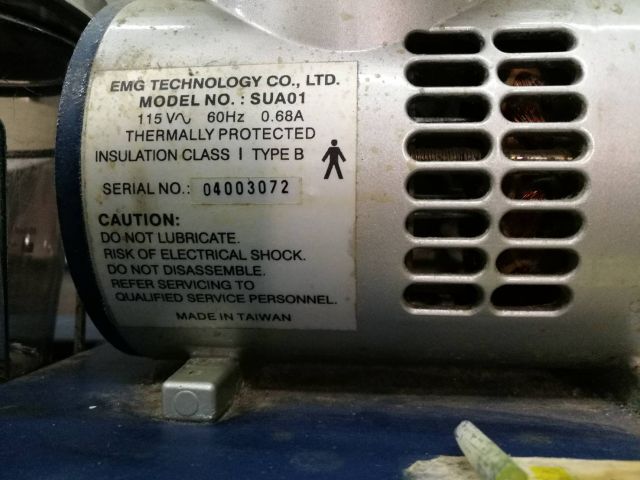 EMG TECHNOLOGY CO., LTD.
MODEL NO. : SUA01
115 V∿ 60Hz 0.68A
THERMALLY PROTECTED
INSULATION CLASS I TYPE B
SERIAL NO.: 04003072
CAUTION:
DO NOT LUBRICATE.
RISK OF ELECTRICAL SHOCK.
DO NOT DISASSEMBLE.
REFER SERVICING TO
QUALIFIED SERVICE PERSONNEL.
MADE IN TAIWAN